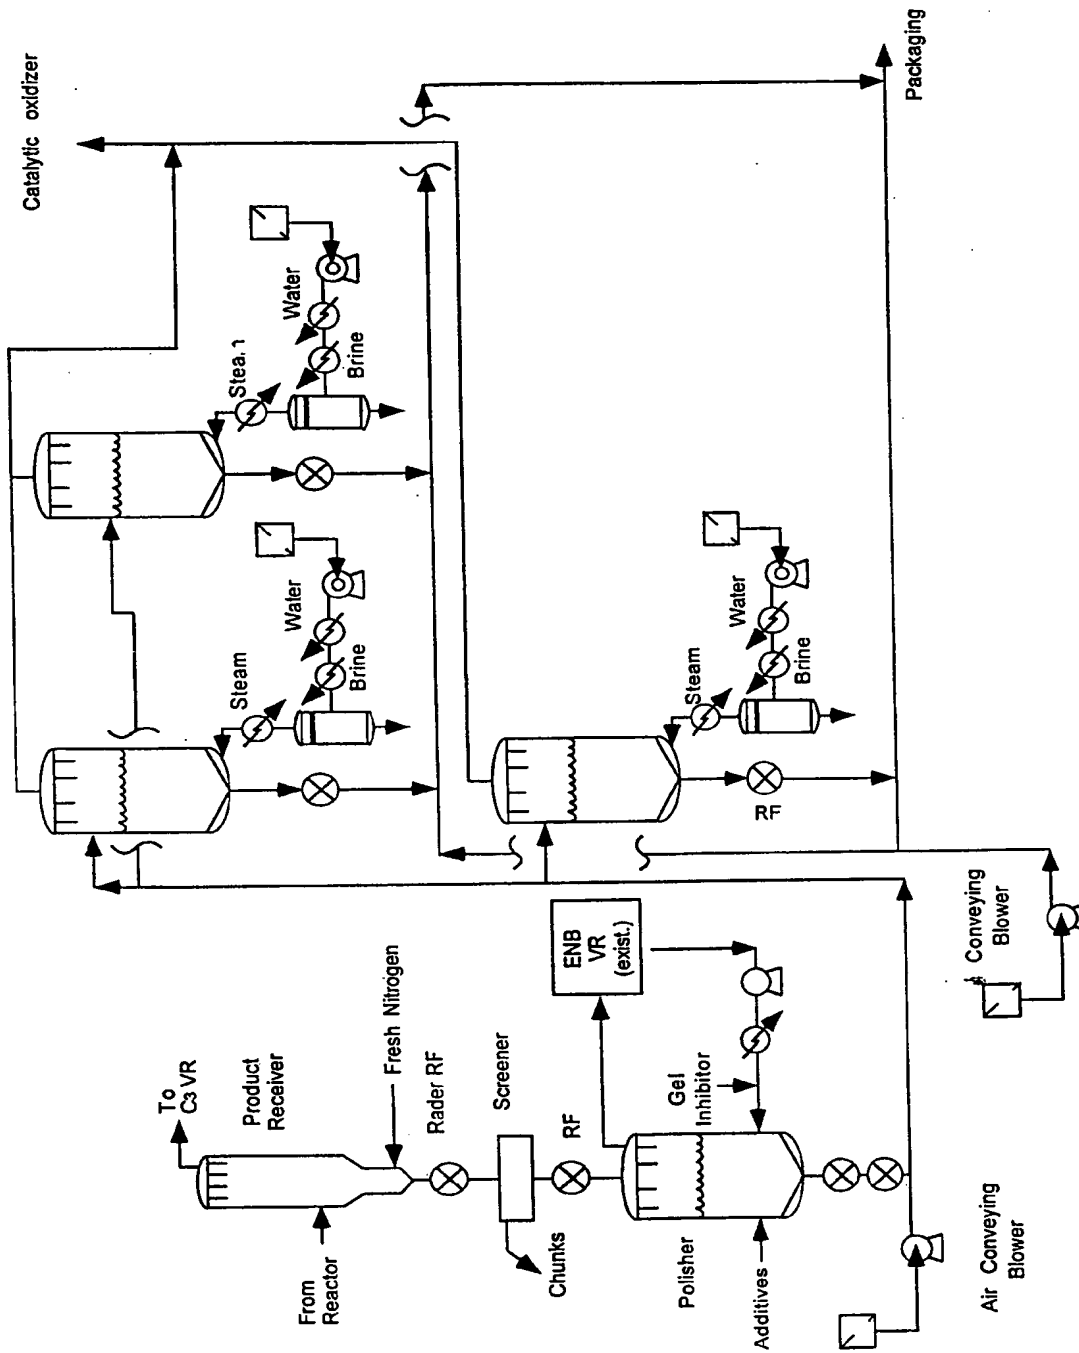 Catalytic oxidizer
Packaging
Water
Stea
Brine
Water
Steam
Brine
Water
Steam
Brine
RF
Conveying
Blower
ENB
VR
(exist.)
Fresh Nitrogen
Rader RF
Screener
RF
Gel
Inhibitor
To
C3 VR
Product
Receiver
From
Reactor
Chunks
Polisher
Additives
Air Conveying
Blower